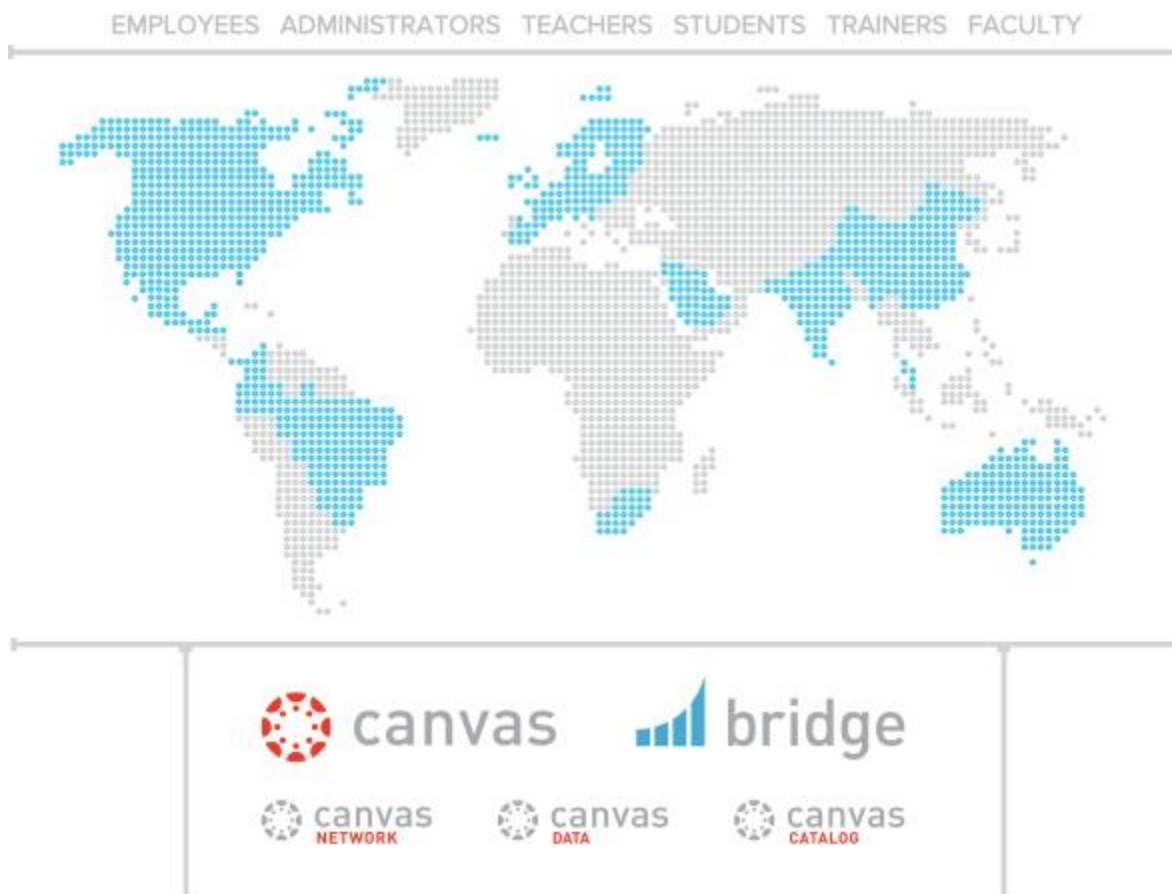 EMPLOYEES ADMINISTRATORS TEACHERS STUDENTS TRAINERS FACULTY
canvas bridge
canvas canvas canvas
NETWORK DATA CATALOG